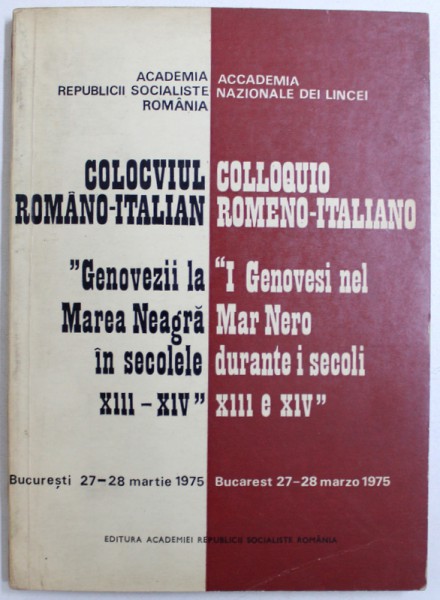 ACADEMIA
REPUBLICII SOCIALISTE
ROMÂNIA
COLOCVIUL
ROMÂNO-ITALIAN
"Genovezii la
Marea Neagră
în secolele
XIII – XIV"
București 27–28 martie 1975
ACCADEMIA
NAZIONALE DEI LINCEI
COLLOQUIO
ROMENO-ITALIANO
"I Genovesi nel
Mar Nero
durante i secoli
XIII e XIV"
Bucarest 27–28 marzo 1975
EDITURA ACADEMIEI REPUBLICII SOCIALISTE ROMÂNIA